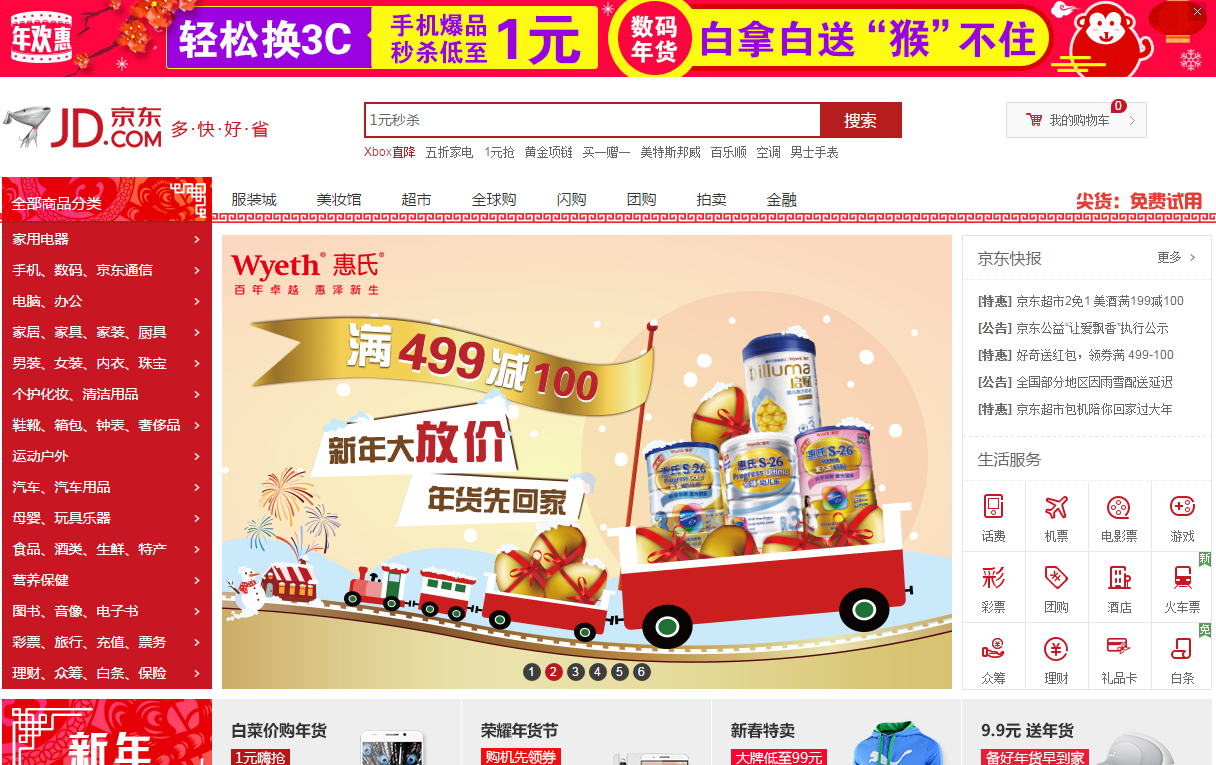 年欢惠
轻松换3C
手机爆品
秒杀低至
1元
数码
年货
白拿白送“猴”不住
JD京东
.COM
多·快·好·省
1元秒杀
搜索
0
我的购物车
Xbox直降 五折家电 1元抢 黄金项链 买一赠一 美特斯邦威 百乐顺 空调 男士手表
全部商品分类
服装城 美妆馆 超市 全球购 闪购 团购 拍卖 金融
尖货：免费试用
家用电器
手机、数码、京东通信
电脑、办公
家居、家具、家装、厨具
男装、女装、内衣、珠宝
个护化妆、清洁用品
鞋靴、箱包、钟表、奢侈品
运动户外
汽车、汽车用品
母婴、玩具乐器
食品、酒类、生鲜、特产
营养保健
图书、音像、电子书
彩票、旅行、充值、票务
理财、众筹、白条、保险
Wyeth® 惠氏®
百年卓越 惠泽新生
满499减100
新年大放价
年货先回家
Wyeth
illuma
启赋
惠氏S-26
Progress
惠氏S-26
Progress Ultima
幼儿乐
Wyeth
惠氏S-26
1 2 3 4 5 6
京东快报
更多
[特惠] 京东超市2免1 美酒满199减100
[公告] 京东公益“让爱飘香”执行公示
[特惠] 好奇送红包，领券满 499-100
[公告] 全国部分地区因雨雪配送延迟
[特惠] 京东超市包机陪你回家过大年
生活服务
话费 机票 电影票 游戏
新
彩票 团购 酒店 火车票
免
众筹 理财 礼品卡 白条
新年
白菜价购年货
1元嗨抢
荣耀年货节
购机先领券
新春特卖
大牌低至99元
9.9元 送年货
备好年货早到家